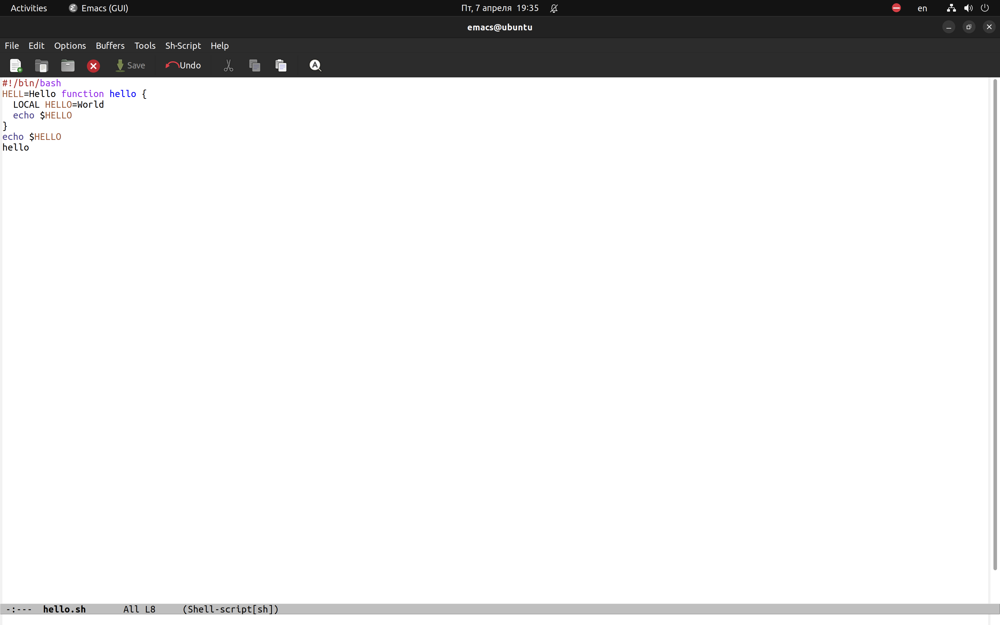 Activities Emacs (GUI) Пт, 7 апреля 19:35 en
emacs@ubuntu
File Edit Options Buffers Tools Sh-Script Help
Save Undo
#!/bin/bash
HELL=Hello function hello {
  LOCAL HELLO=World
  echo $HELLO
}
echo $HELLO
hello
-:--- hello.sh All L8 (Shell-script[sh])